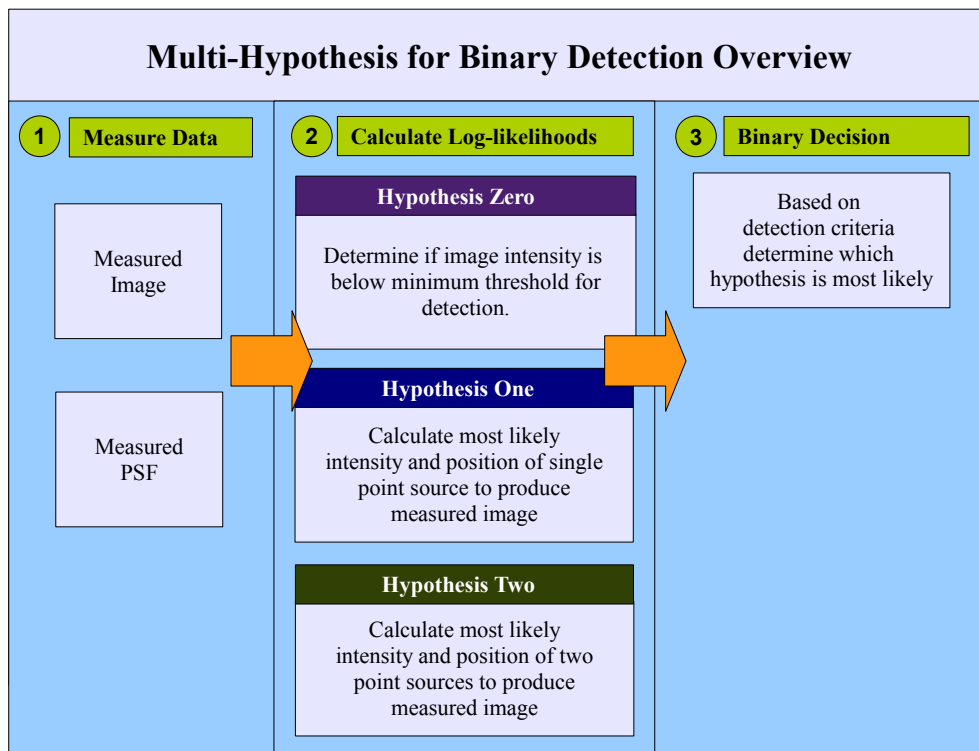 Multi-Hypothesis for Binary Detection Overview
1 Measure Data
Measured
Image
Measured
PSF
2 Calculate Log-likelihoods
Hypothesis Zero
Determine if image intensity is
below minimum threshold for
detection.
Hypothesis One
Calculate most likely
intensity and position of single
point source to produce
measured image
Hypothesis Two
Calculate most likely
intensity and position of two
point sources to produce
measured image
3 Binary Decision
Based on
detection criteria
determine which
hypothesis is most likely